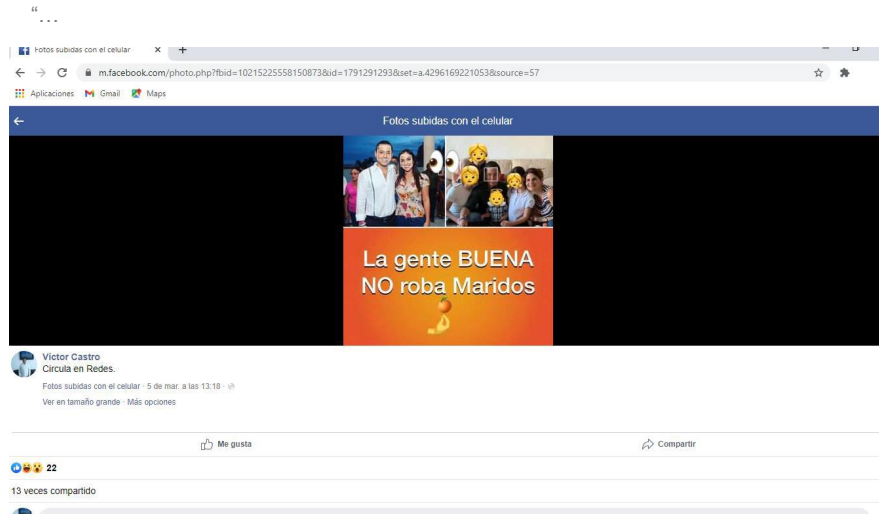 “...
Fotos subidas con el celular
m.facebook.com/photo.php?fbid=10215225558150873&id=1791291293&set=a.4296169221053&source=57
Aplicaciones Gmail Maps
Fotos subidas con el celular
La gente BUENA
NO roba Maridos
Victor Castro
Circula en Redes.
Fotos subidas con el celular · 5 de mar. a las 13:18 ·
Ver en tamaño grande · Más opciones
Me gusta Compartir
22
13 veces compartido